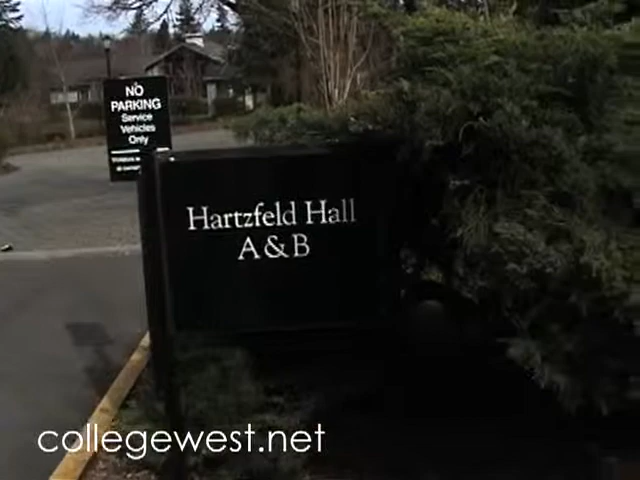 NO
PARKING
Service
Vehicles
Only
Hartzfeld Hall
A & B
collegewest.net